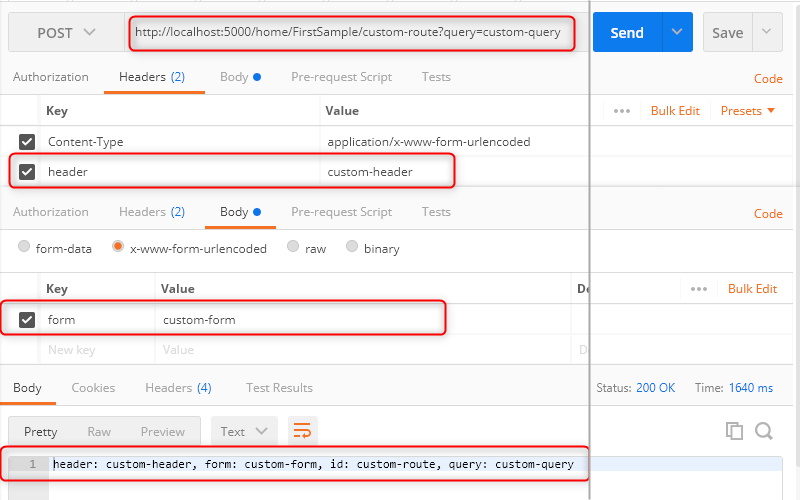 POST http://localhost:5000/home/FirstSample/custom-route?query=custom-query Send Save
Authorization Headers (2) Body Pre-request Script Tests Code
Key Value ••• Bulk Edit Presets
Content-Type application/x-www-form-urlencoded
header custom-header
Authorization Headers (2) Body Pre-request Script Tests Code
form-data x-www-form-urlencoded raw binary
Key Value De ••• Bulk Edit
form custom-form
New key Value De
Body Cookies Headers (4) Test Results Status: 200 OK Time: 1640 ms
Pretty Raw Preview Text
1 header: custom-header, form: custom-form, id: custom-route, query: custom-query